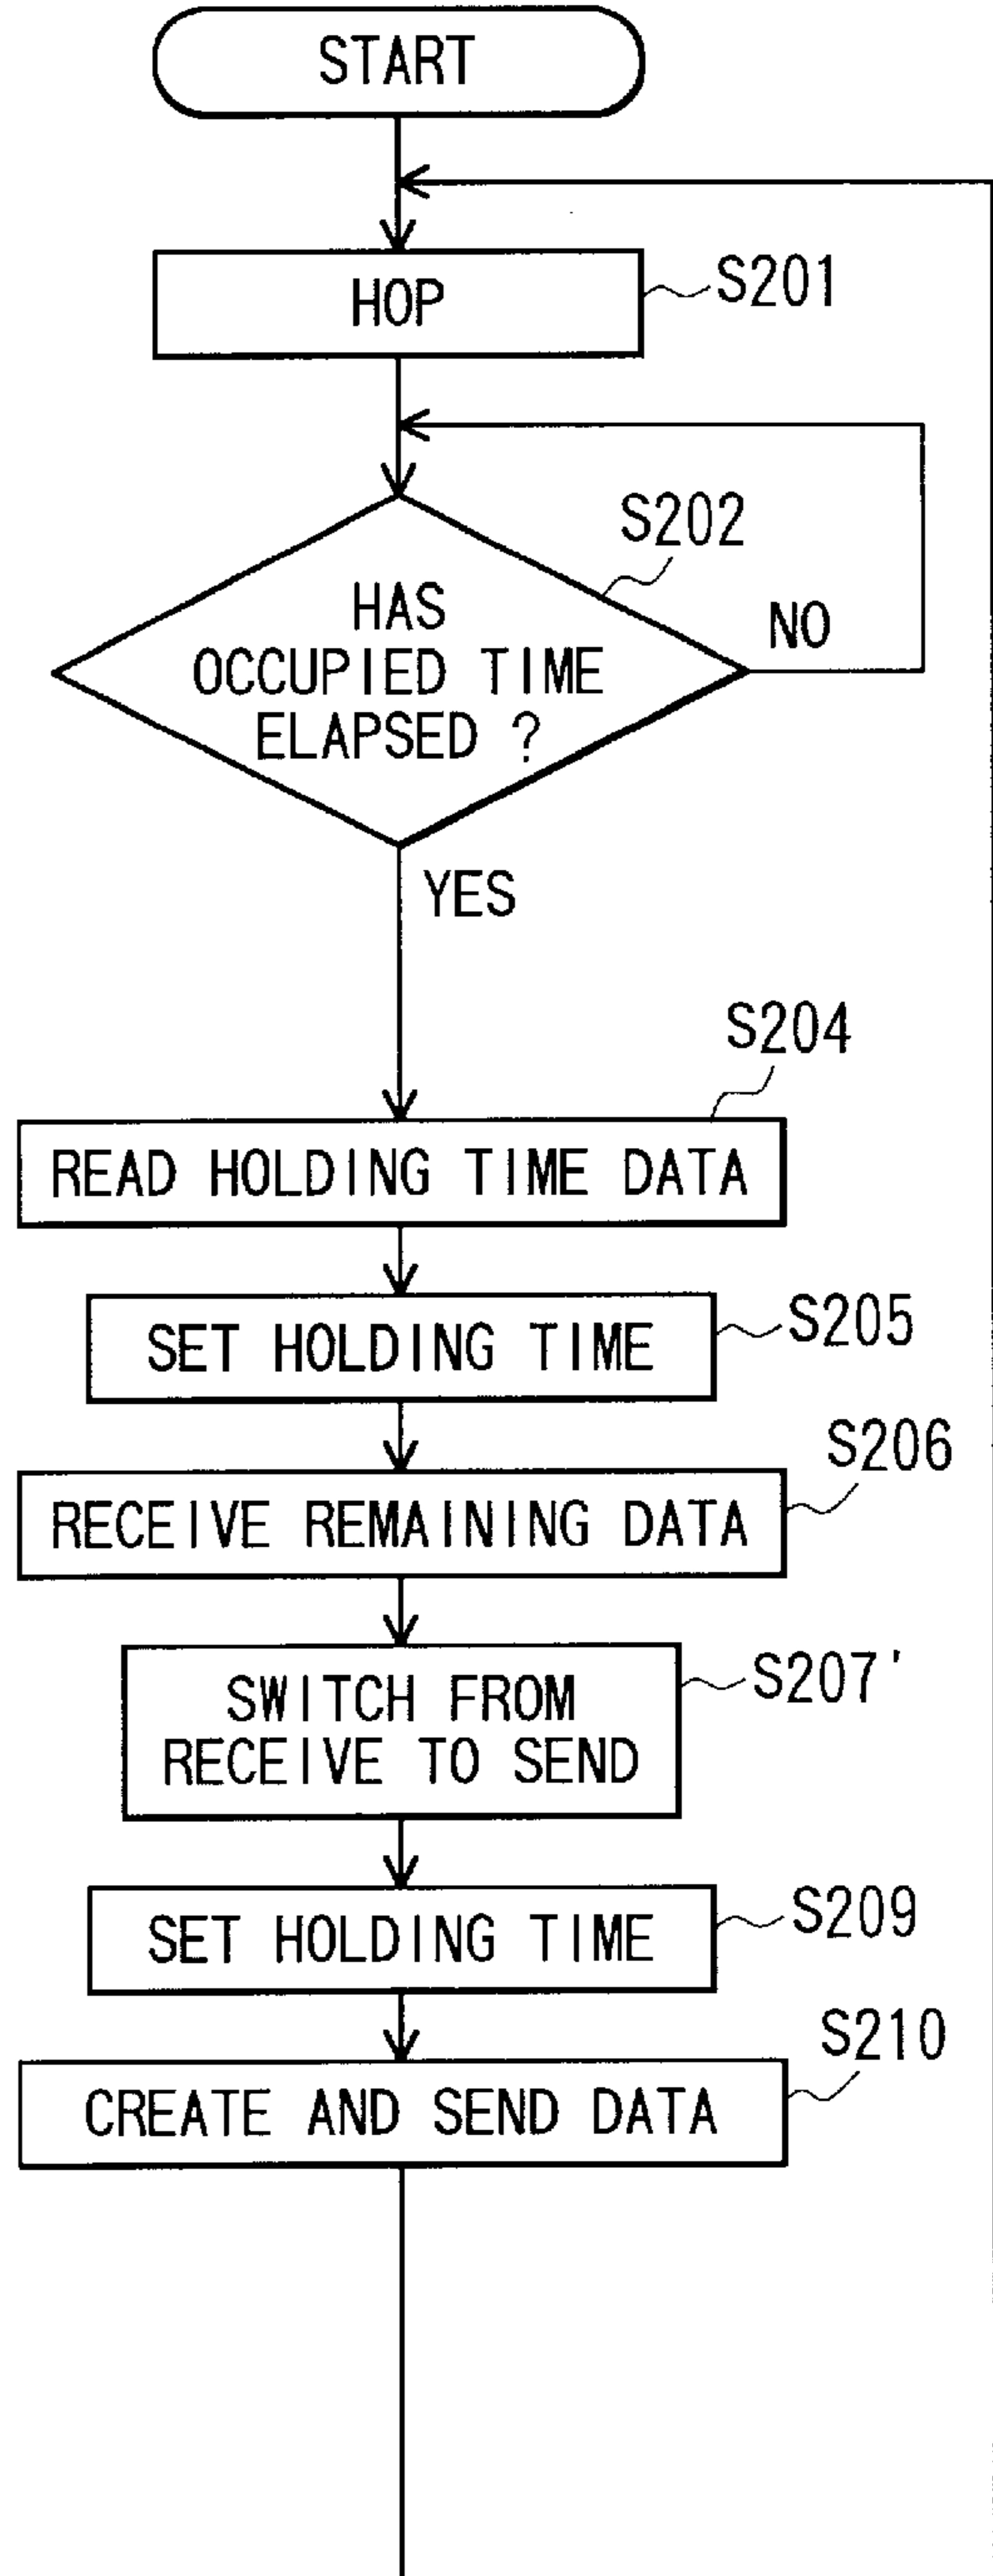 START
HOP
S201
S202
HAS
OCCUPIED TIME
ELAPSED ?
NO
YES
S204
READ HOLDING TIME DATA
SET HOLDING TIME
S205
S206
RECEIVE REMAINING DATA
SWITCH FROM
RECEIVE TO SEND
S207'
SET HOLDING TIME
S209
S210
CREATE AND SEND DATA